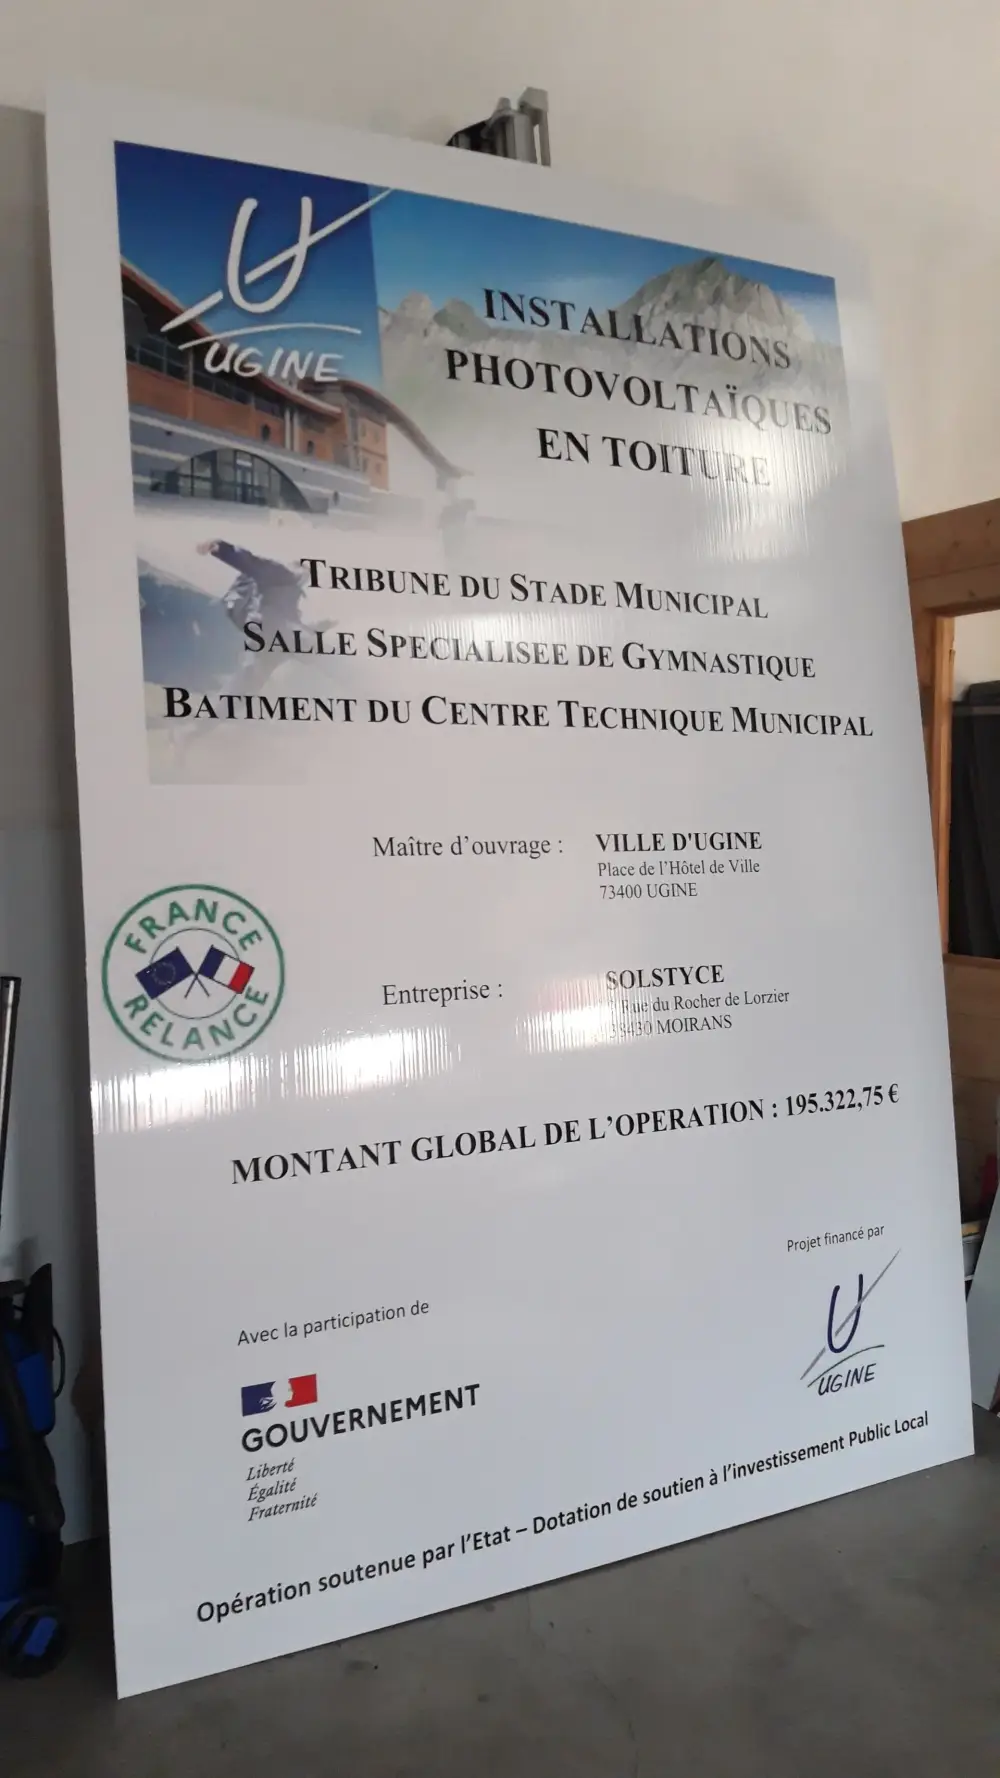 UGINE
INSTALLATIONS
PHOTOVOLTAÏQUES
EN TOITURE
TRIBUNE DU STADE MUNICIPAL
SALLE SPECIALISEE DE GYMNASTIQUE
BATIMENT DU CENTRE TECHNIQUE MUNICIPAL
Maître d'ouvrage : VILLE D'UGINE
Place de l'Hôtel de Ville
73400 UGINE
FRANCE
RELANCE
Entreprise : SOLSTYCE
Rue du Rocher de Lorzier
38430 MOIRANS
MONTANT GLOBAL DE L'OPERATION : 195.322,75 €
Projet financé par
UGINE
Avec la participation de
GOUVERNEMENT
Liberté
Égalité
Fraternité
Opération soutenue par l'Etat – Dotation de soutien à l'investissement Public Local